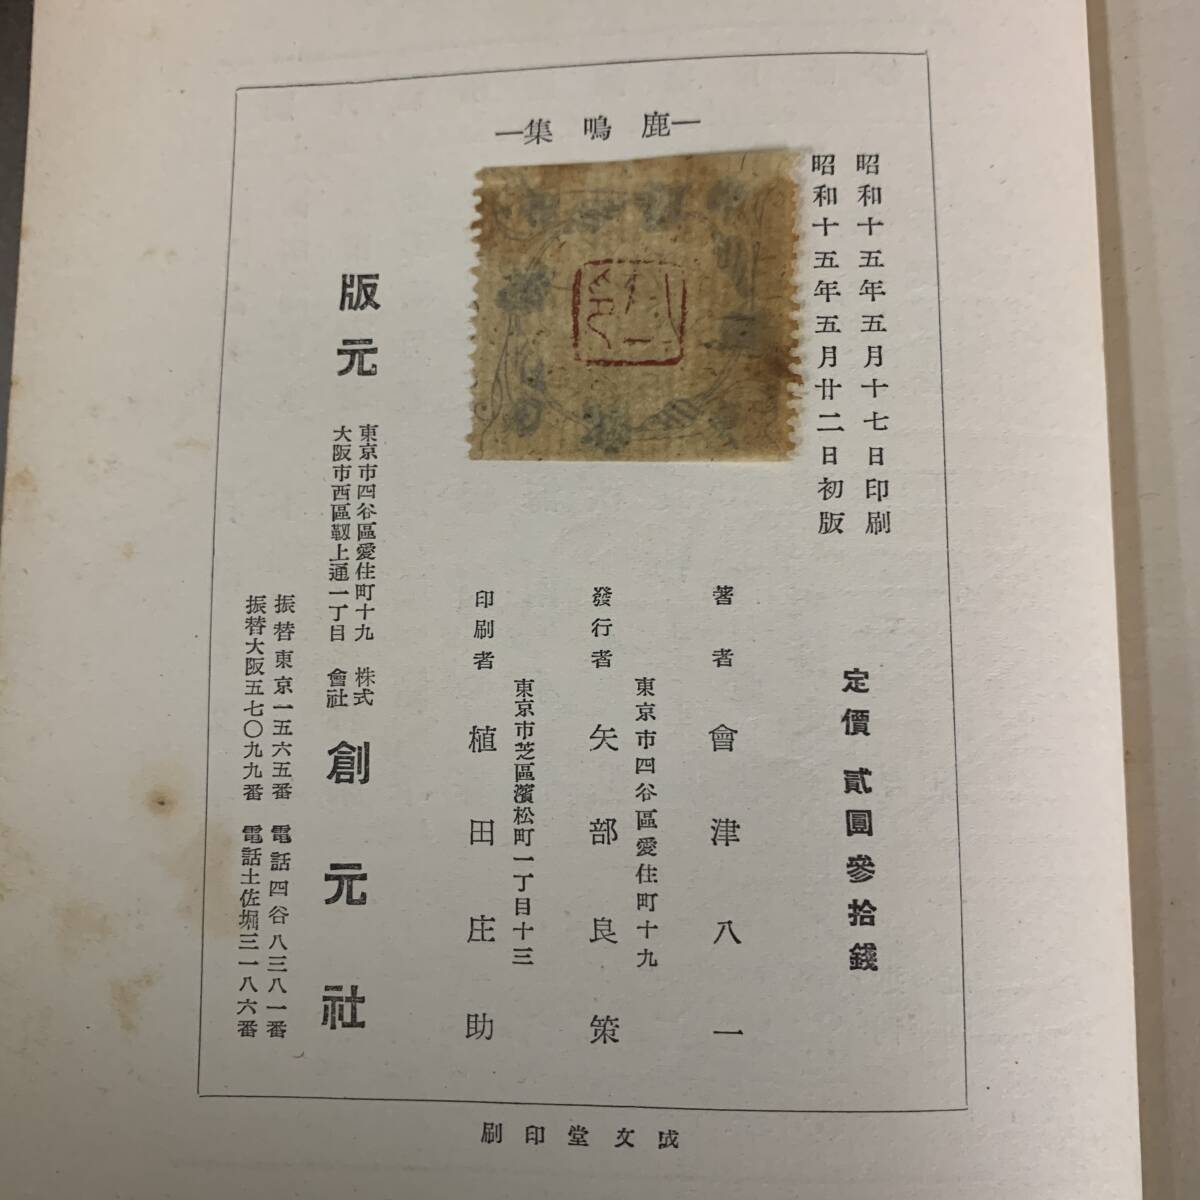 ―鹿鳴集―
昭和十五年五月十七日印刷
昭和十五年五月廿二日初版
定價 貳圓參拾錢
著者 會津八一
東京市四谷區愛住町十九
發行者 矢部良策
東京市芝區濱松町一丁目十三
印刷者 植田庄助
版元
東京市四谷區愛住町十九
大阪市西區靱上通一丁目
株式會社 創元社
振替東京一五六五番 電話四谷八三八一番
振替大阪五七〇九九番 電話土佐堀三一八六番
成文堂印刷